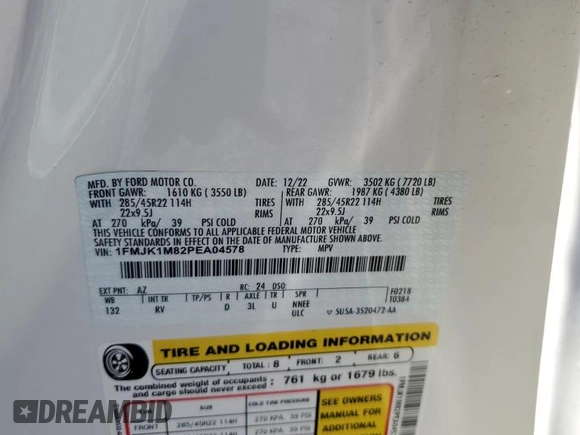 MFD. BY FORD MOTOR CO. DATE: 12/22 GVWR: 3502 KG ( 7720 LB)
FRONT GAWR: 1610 KG ( 3550 LB) REAR GAWR: 1987 KG ( 4380 LB)
WITH 285/45R22 114H TIRES WITH 285/45R22 114H TIRES
22x9.5J RIMS 22x9.5J RIMS
AT 270 kPa/ 39 PSI COLD AT 270 kPa/ 39 PSI COLD
THIS VEHICLE CONFORMS TO ALL APPLICABLE FEDERAL MOTOR VEHICLE
SAFETY STANDARDS IN EFFECT ON THE DATE OF MANUFACTURE SHOWN ABOVE.
VIN: 1FMJK1M82PEA04578 TYPE: MPV
EXT PNT: AZ RC: 24 DSO: F0218
WB INT TR TP/PS R AXLE TR SPR T0384
132 RV D 3L U NNEE
ULC 5U5A-3520472-AA
TIRE AND LOADING INFORMATION
SEATING CAPACITY TOTAL : 8 FRONT: 2 REAR: 6
The combined weight of occupants and cargo should never exceed : 761 kg or 1679 lbs.
SIZE COLD TIRE PRESSURE
FRONT 285/45R22 114H 270 KPA, 39 PSI
SEE OWNERS
MANUAL FOR
ADDITIONAL
DREAMBID